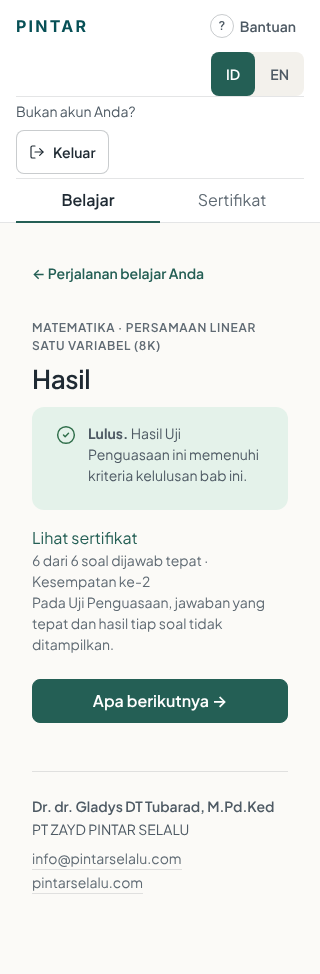 PINTAR
? Bantuan
ID EN
Bukan akun Anda?
Keluar
Belajar Sertifikat
← Perjalanan belajar Anda
MATEMATIKA · PERSAMAAN LINEAR
SATU VARIABEL (8K)
Hasil
Lulus. Hasil Uji
Penguasaan ini memenuhi
kriteria kelulusan bab ini.
Lihat sertifikat
6 dari 6 soal dijawab tepat ·
Kesempatan ke-2
Pada Uji Penguasaan, jawaban yang
tepat dan hasil tiap soal tidak
ditampilkan.
Apa berikutnya →
Dr. dr. Gladys DT Tubarad, M.Pd.Ked
PT ZAYD PINTAR SELALU
info@pintarselalu.com
pintarselalu.com